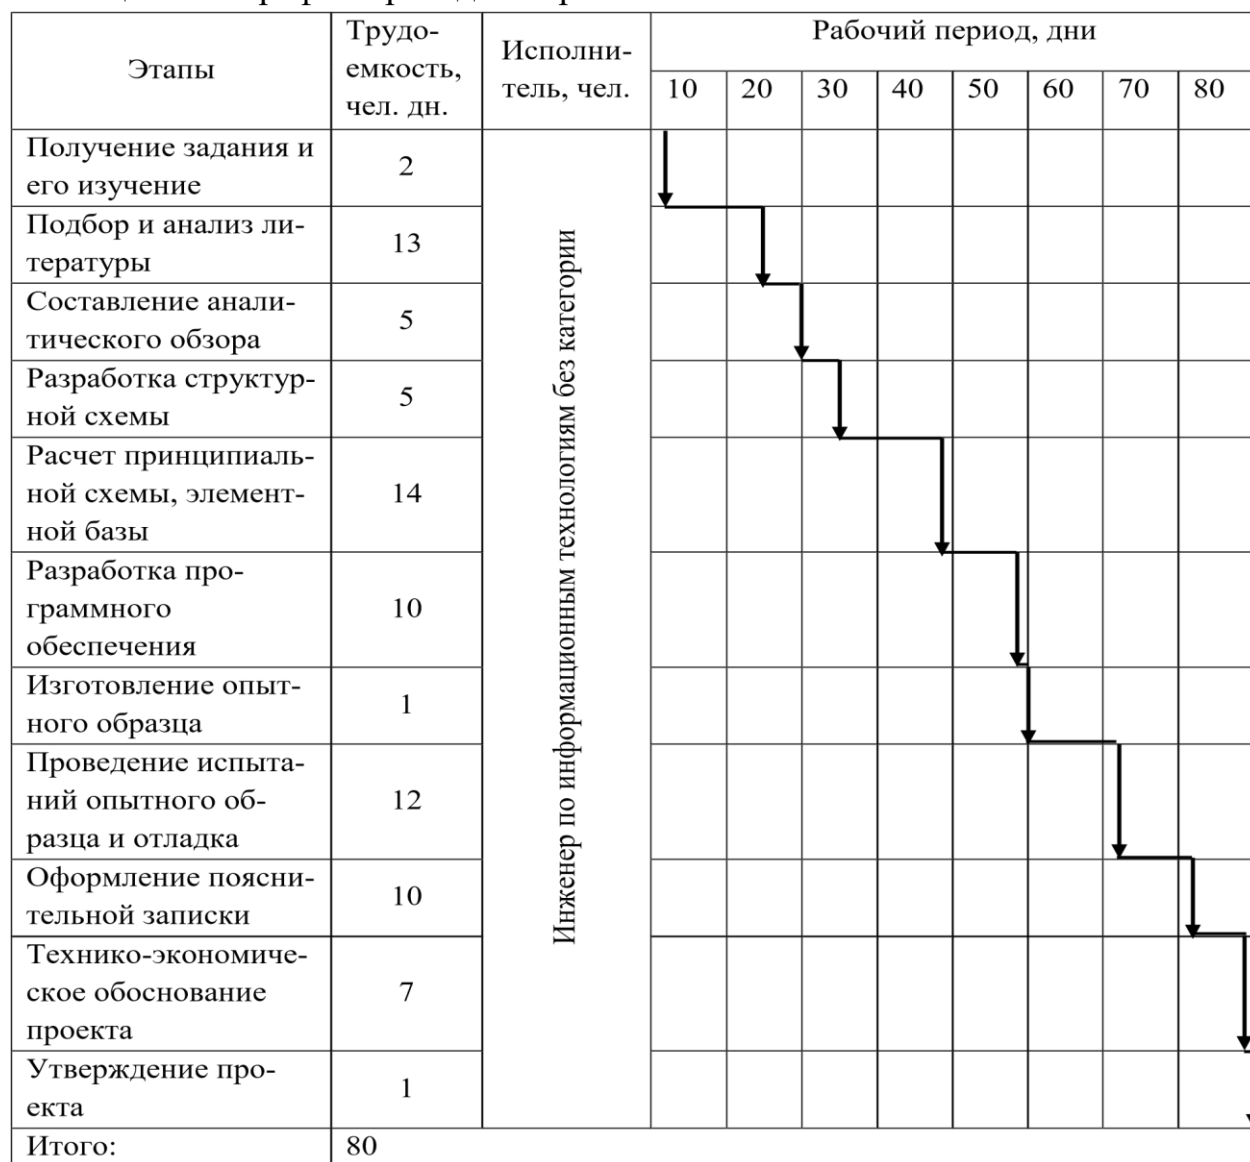 Этапы
Трудо-
емкость,
чел. дн.
Исполни-
тель, чел.
Рабочий период, дни
10 20 30 40 50 60 70 80
Получение задания и
его изучение
2
Подбор и анализ ли-
тературы
13
Составление анали-
тического обзора
5
Разработка структур-
ной схемы
5
Расчет принципиаль-
ной схемы, элемент-
ной базы
14
Разработка про-
граммного
обеспечения
10
Изготовление опыт-
ного образца
1
Проведение испыта-
ний опытного об-
разца и отладка
12
Оформление поясни-
тельной записки
10
Технико-экономиче-
ское обоснование
проекта
7
Утверждение про-
екта
1
Инженер по информационным технологиям без категории
Итого: 80